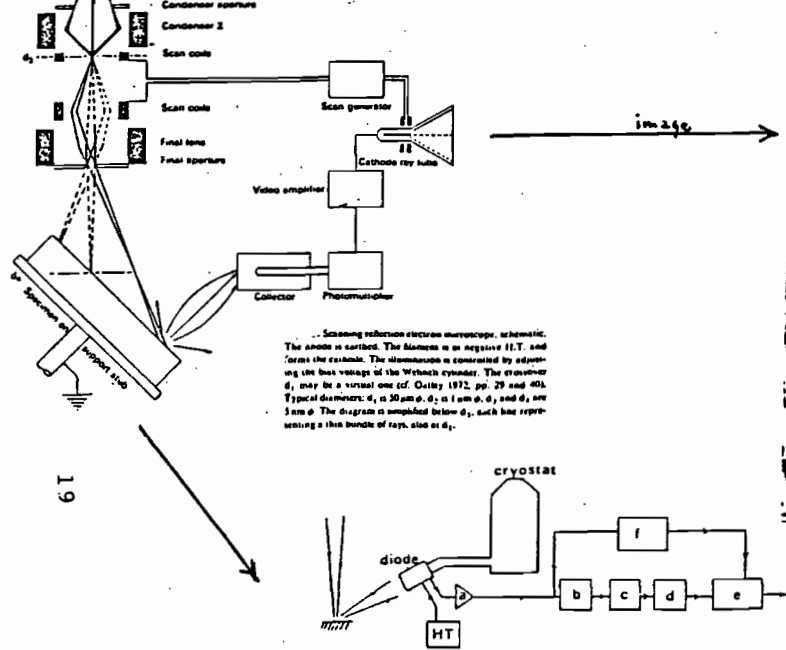 Condenser aperture
Condenser 2
d₃
Scan coils
Scan coils
Final lens
Final aperture
Scan generator
image
Cathode ray tube
Video amplifier
Collector
Photomultiplier
d₄
Specimen on
support stub
Scanning reflection electron microscope, schematic.
The anode is earthed. The filament is at negative H.T. and
forms the cathode. The illumination is controlled by adjust-
ing the bias voltage of the Wehnelt cylinder. The crossover
d₁ may be a virtual one (cf. Oatley 1972, pp. 29 and 40).
Typical diameters: d₁ is 50 μm φ, d₂ is 1 μm φ, d₃ and d₄ are
5 nm φ. The diagram is simplified below d₃, each line repre-
senting a thin bundle of rays, also at d₃.
19
cryostat
diode
a
HT
f
b
c
d
e